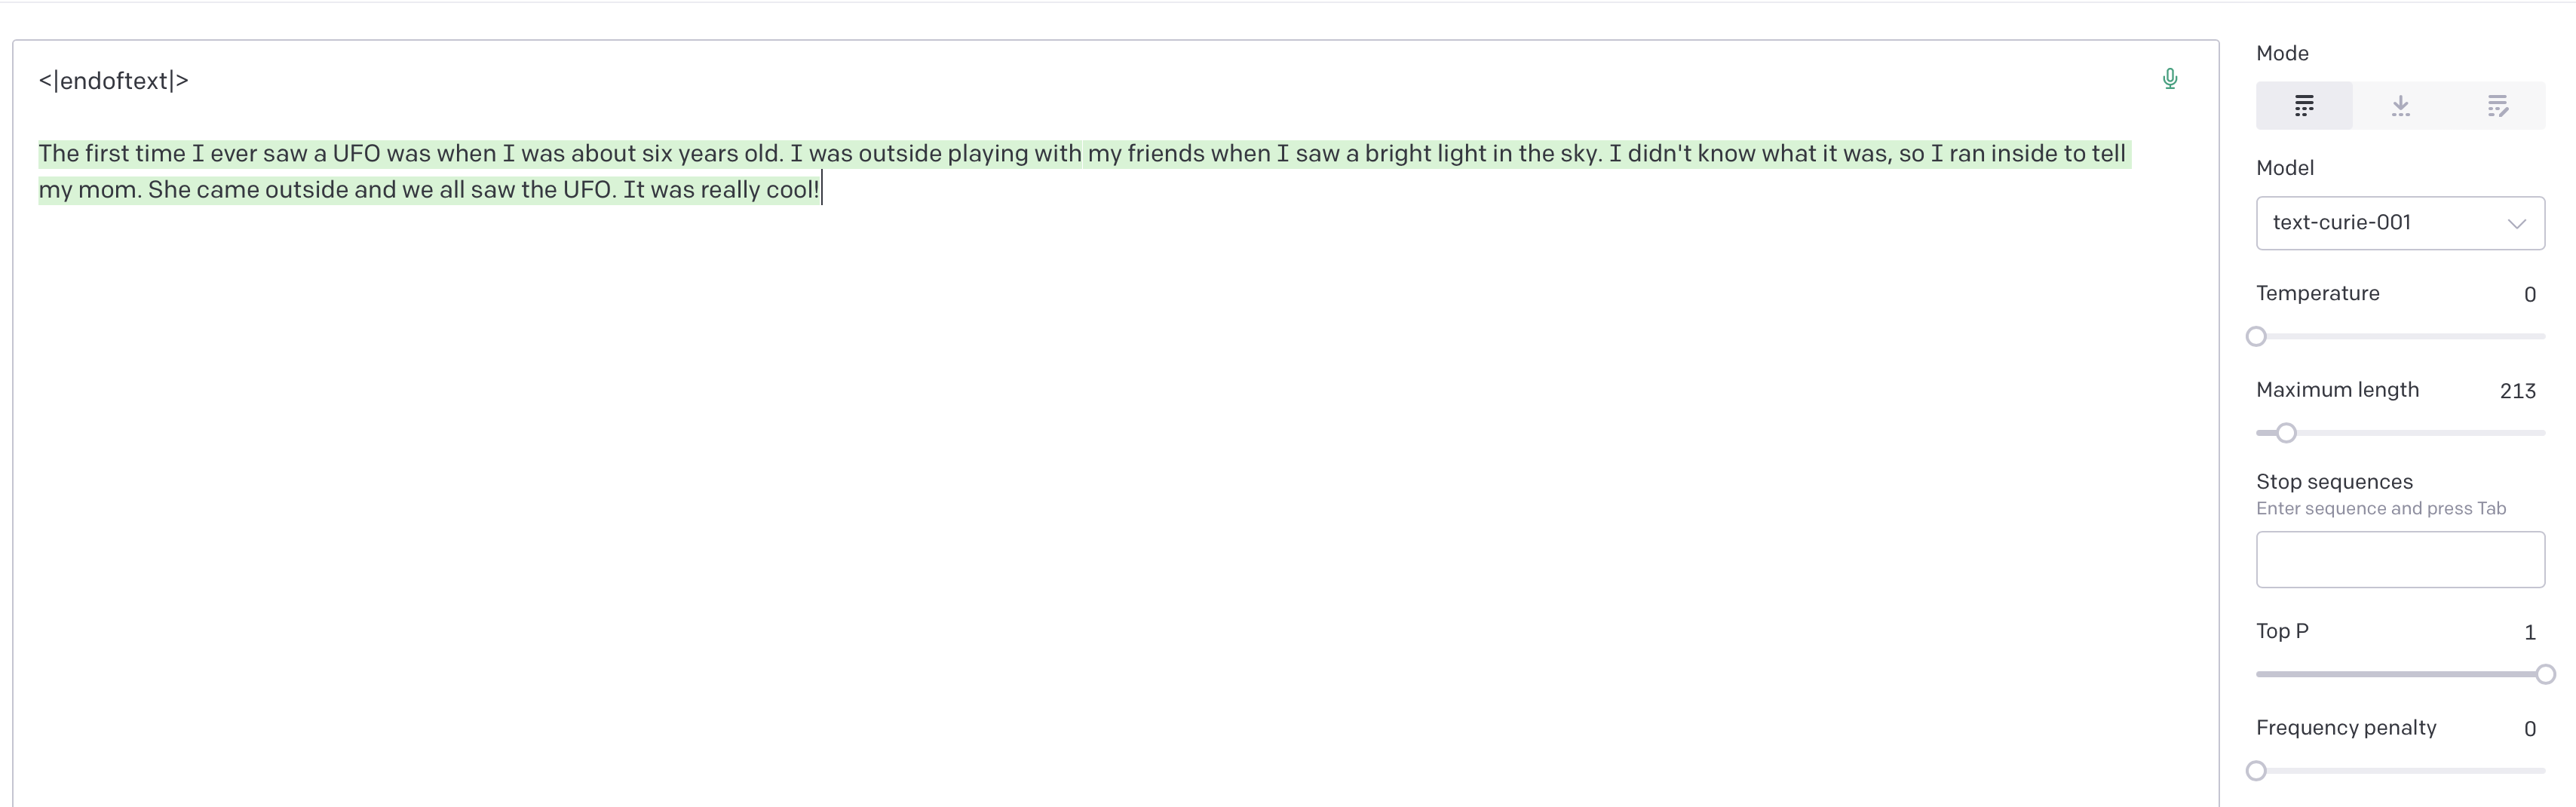 <|endoftext|>
The first time I ever saw a UFO was when I was about six years old. I was outside playing with my friends when I saw a bright light in the sky. I didn't know what it was, so I ran inside to tell
my mom. She came outside and we all saw the UFO. It was really cool!
Mode
Model
text-curie-001
Temperature 0
Maximum length 213
Stop sequences
Enter sequence and press Tab
Top P 1
Frequency penalty 0